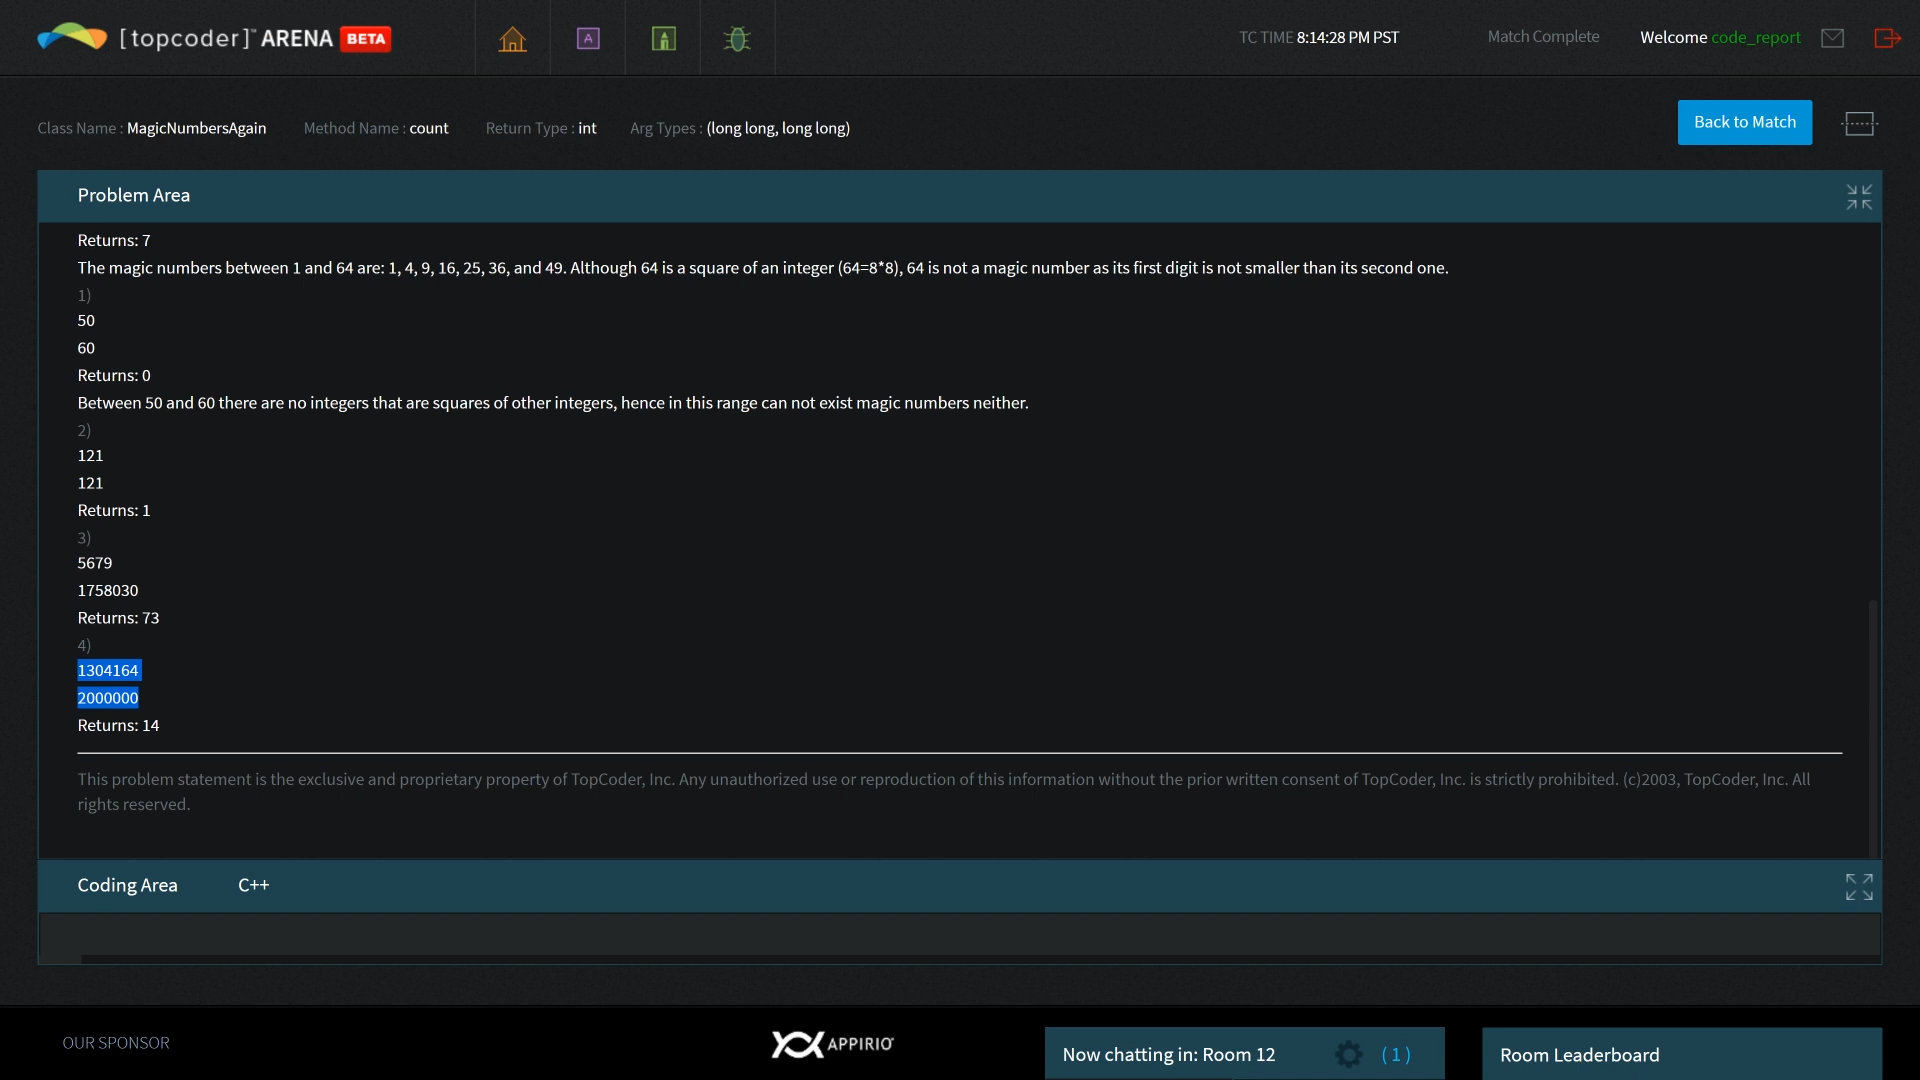 [topcoder]™ ARENA BETA
A
TC TIME 8:14:28 PM PST
Match Complete
Welcome code_report
Class Name : MagicNumbersAgain
Method Name : count
Return Type : int
Arg Types : (long long, long long)
Back to Match
Problem Area
Returns: 7
The magic numbers between 1 and 64 are: 1, 4, 9, 16, 25, 36, and 49. Although 64 is a square of an integer (64=8*8), 64 is not a magic number as its first digit is not smaller than its second one.
1)
50
60
Returns: 0
Between 50 and 60 there are no integers that are squares of other integers, hence in this range can not exist magic numbers neither.
2)
121
121
Returns: 1
3)
5679
1758030
Returns: 73
4)
1304164
2000000
Returns: 14
This problem statement is the exclusive and proprietary property of TopCoder, Inc. Any unauthorized use or reproduction of this information without the prior written consent of TopCoder, Inc. is strictly prohibited. (c)2003, TopCoder, Inc. All
rights reserved.
Coding Area
C++
OUR SPONSOR
APPIRIO
Now chatting in: Room 12
( 1 )
Room Leaderboard